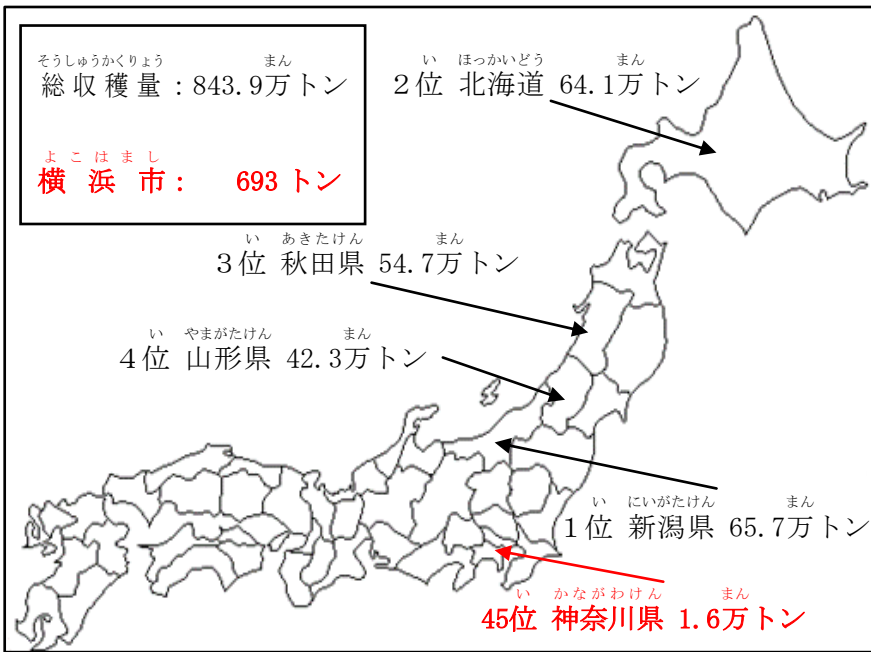 そうしゅうかくりょう まん
総収穫量:843.9万トン
よこはまし
横浜市: 693トン
い ほっかいどう まん
2位 北海道 64.1万トン
い あきたけん まん
3位 秋田県 54.7万トン
い やまがたけん まん
4位 山形県 42.3万トン
い にいがたけん まん
1位 新潟県 65.7万トン
い かながわけん まん
45位 神奈川県 1.6万トン